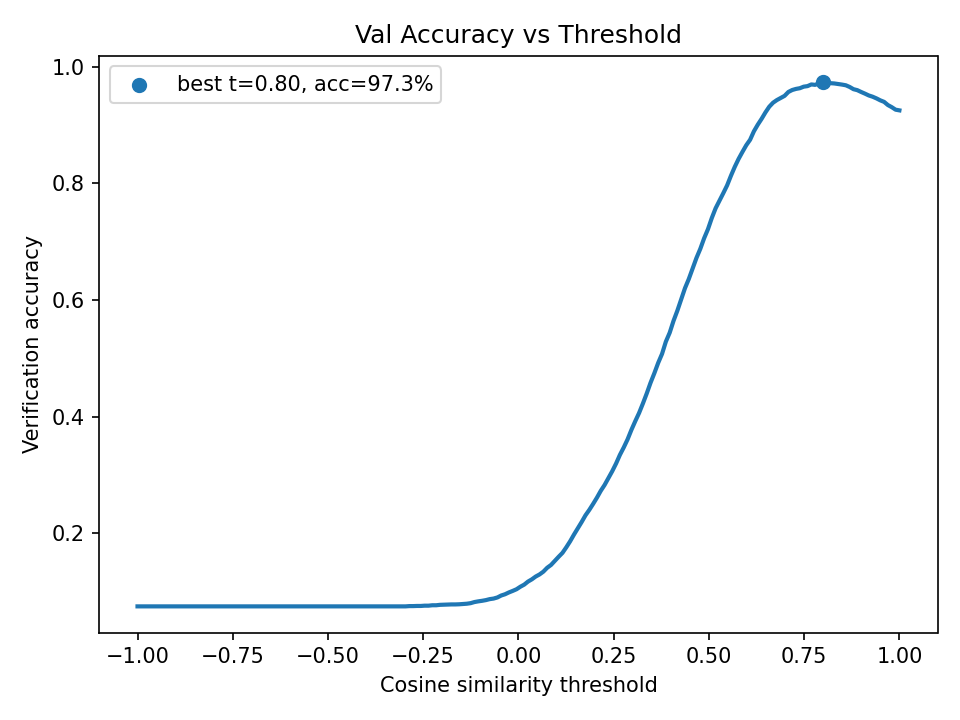 Val Accuracy vs Threshold
best t=0.80, acc=97.3%
Verification accuracy
1.0
0.8
0.6
0.4
0.2
−1.00 −0.75 −0.50 −0.25 0.00 0.25 0.50 0.75 1.00
Cosine similarity threshold